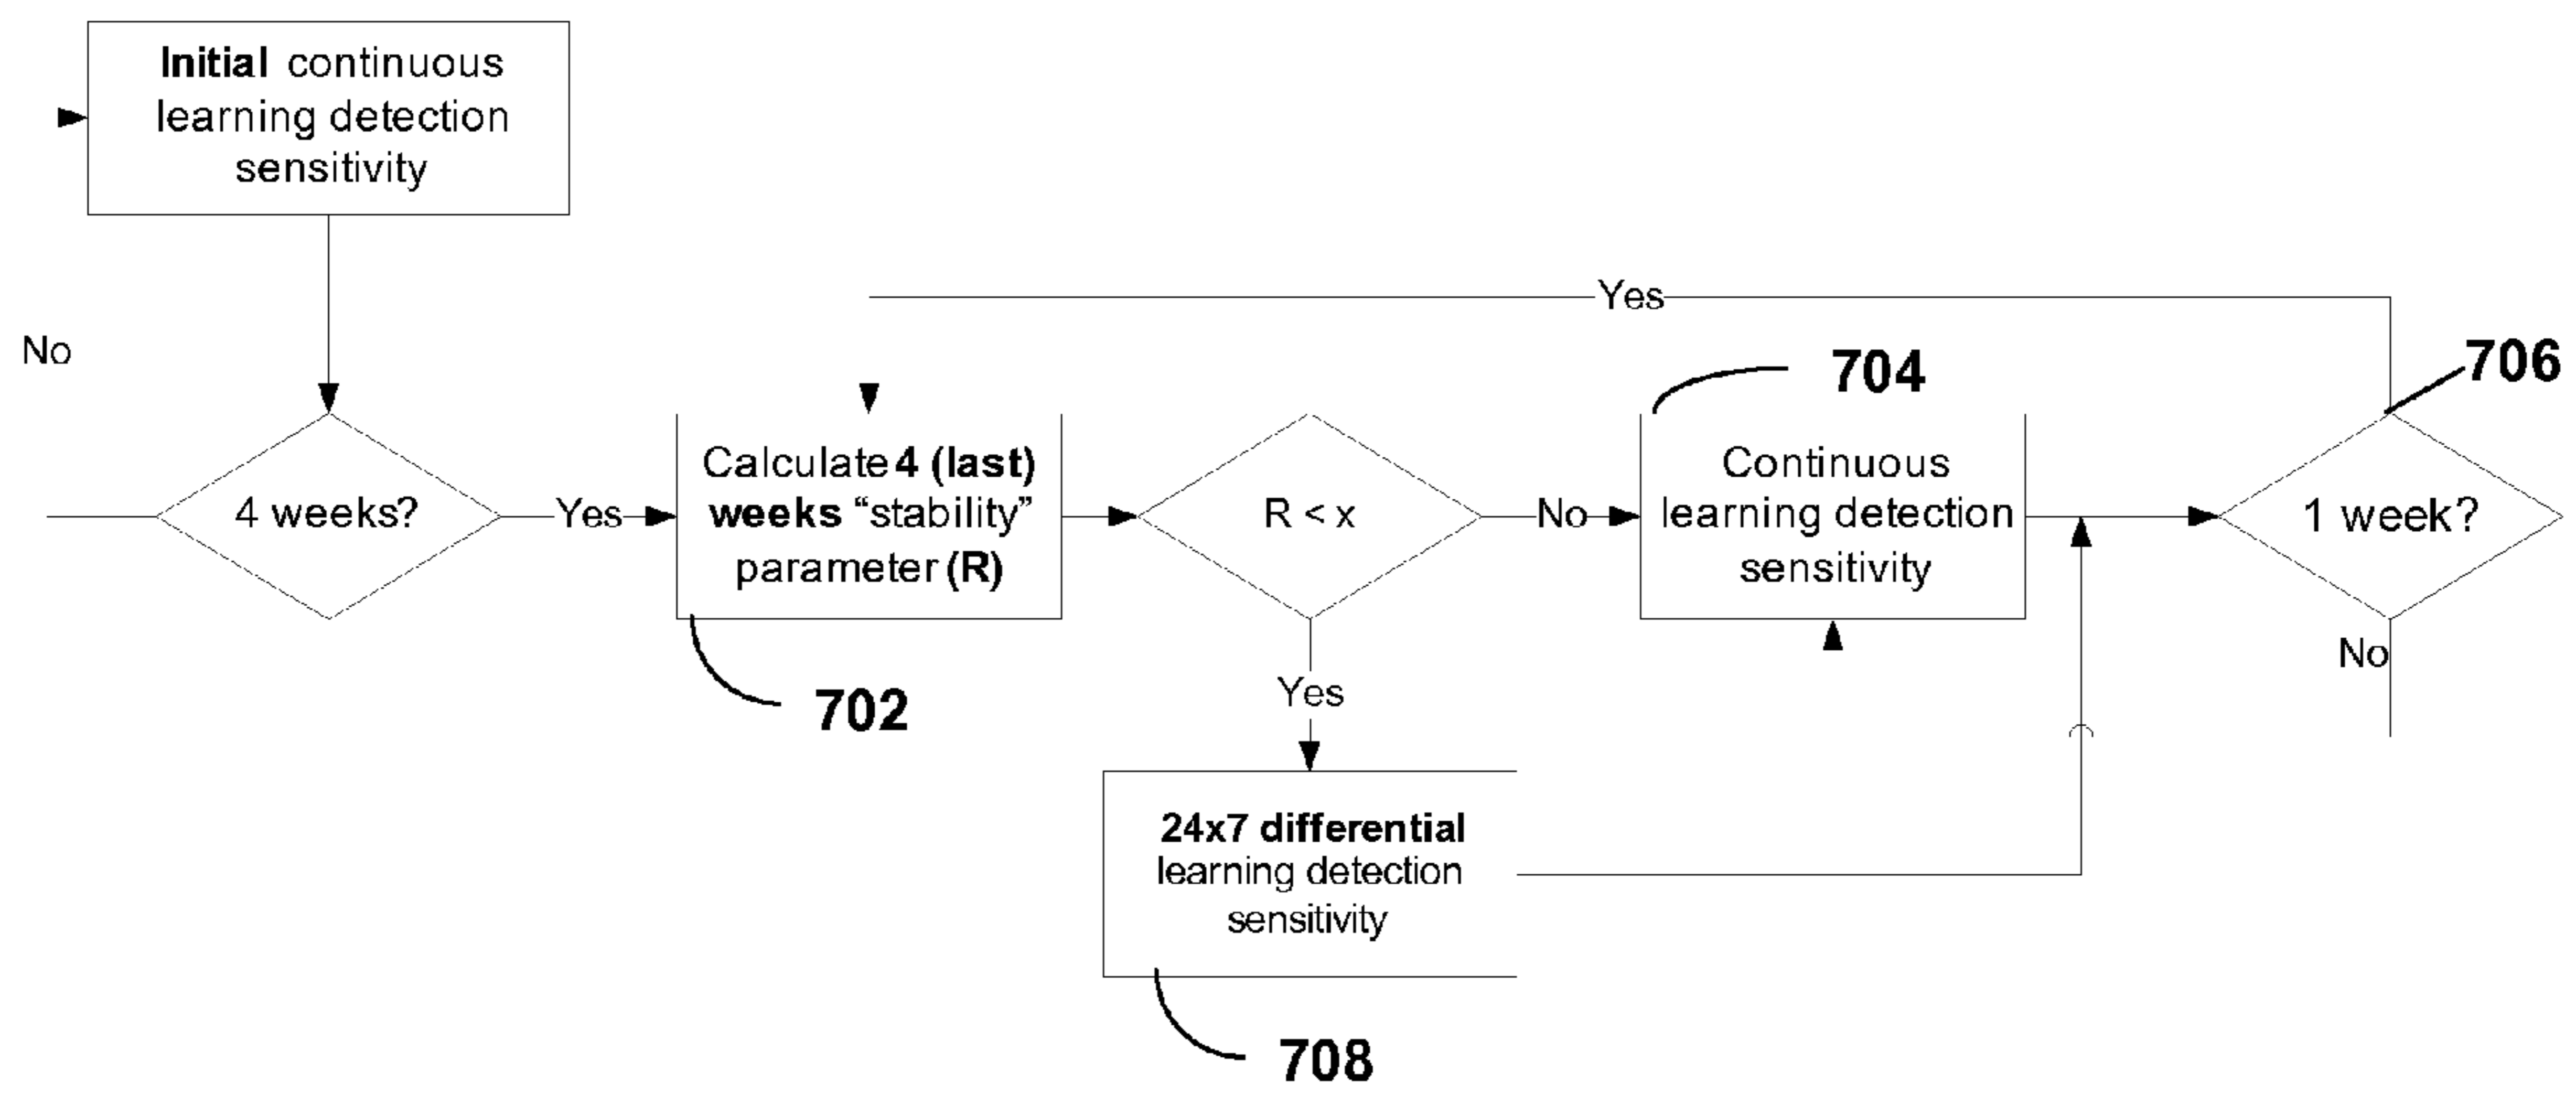 Initial continuous
learning detection
sensitivity
Yes
No
704
706
4 weeks?
Yes
Calculate 4 (last)
weeks “stability”
parameter (R)
R < x
No
Continuous
learning detection
sensitivity
1 week?
No
702
Yes
24x7 differential
learning detection
sensitivity
708